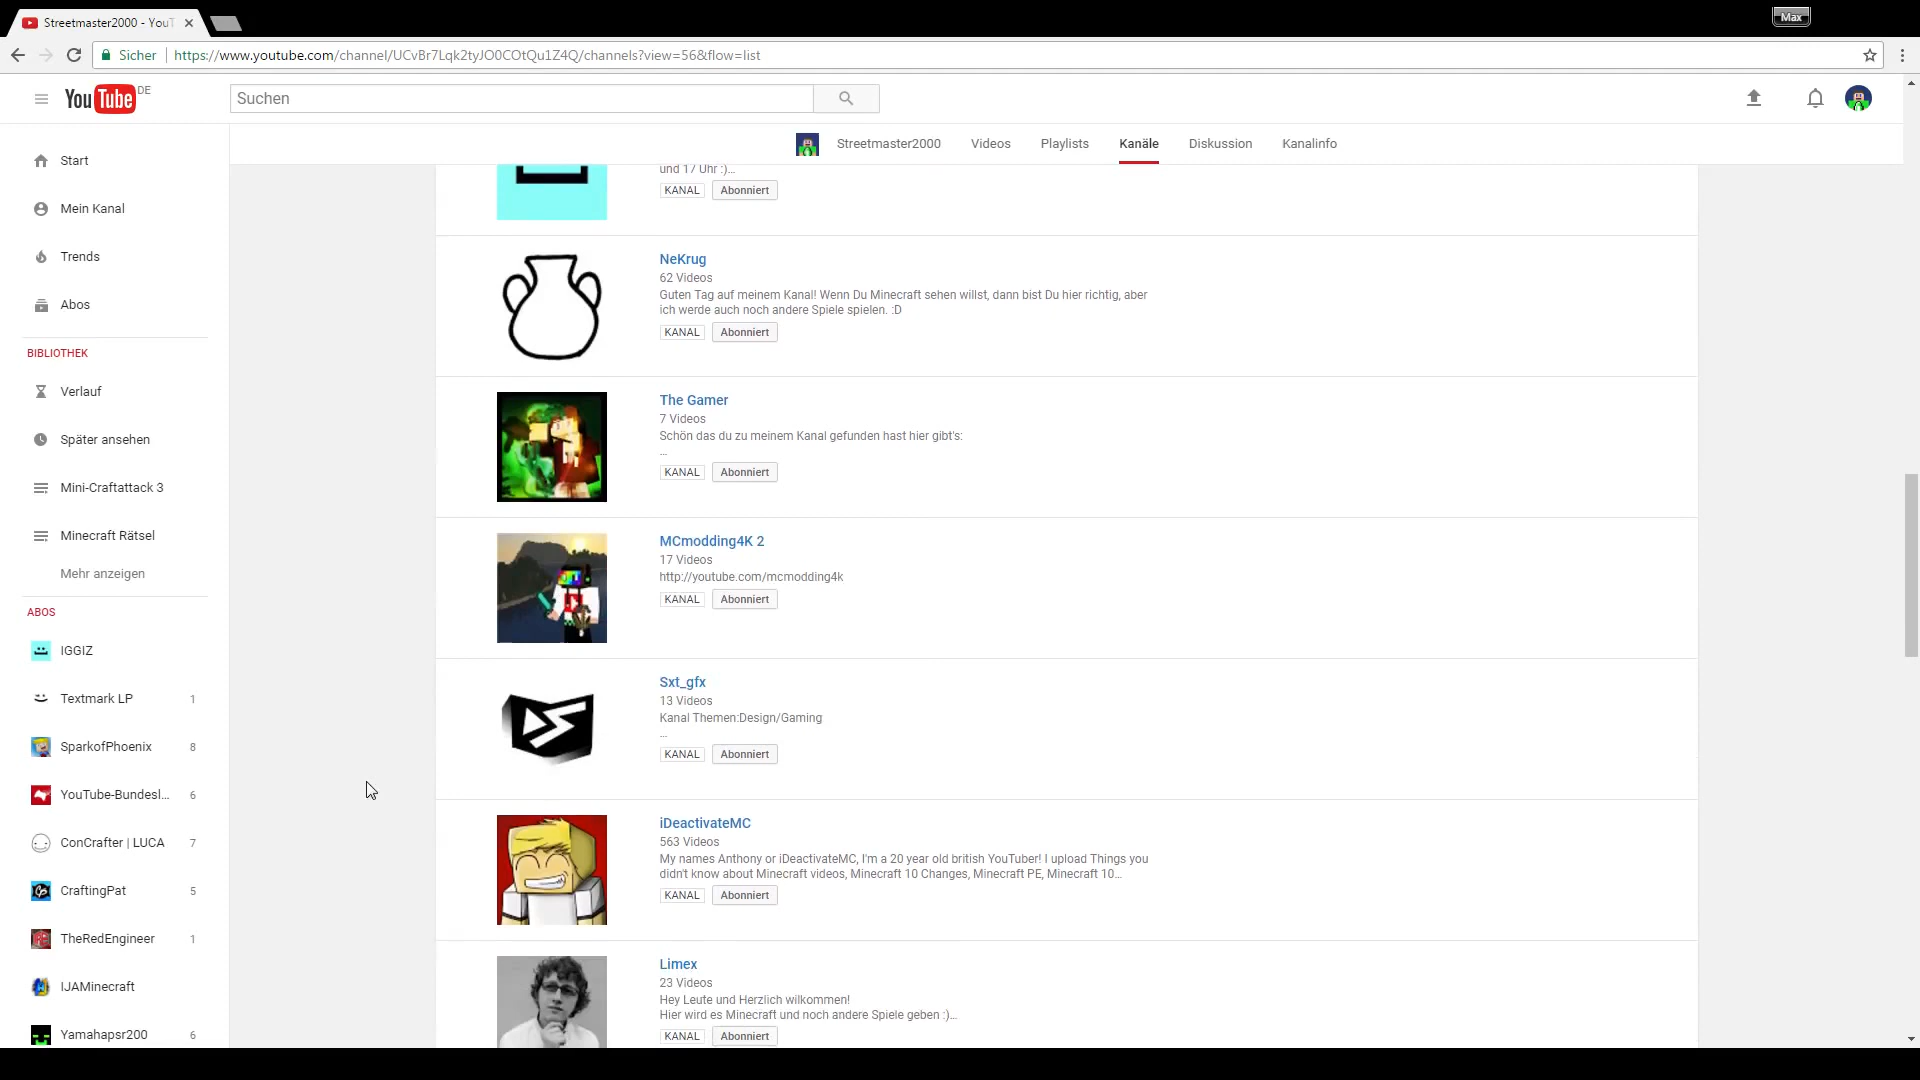 Streetmaster2000 - YouT
Max
Sicher
https://www.youtube.com/channel/UCvBr7Lqk2tyJO0COtQu1Z4Q/channels?view=56&flow=list
YouTube DE
Suchen
Streetmaster2000
Videos
Playlists
Kanäle
Diskussion
Kanalinfo
Start
Mein Kanal
Trends
Abos
BIBLIOTHEK
Verlauf
Später ansehen
Mini-Craftattack 3
Minecraft Rätsel
Mehr anzeigen
ABOS
IGGIZ
Textmark LP 1
SparkofPhoenix 8
YouTube-Bundesl... 6
ConCrafter | LUCA 7
CraftingPat 5
TheRedEngineer 1
IJAMinecraft
Yamahapsr200 6
und 17 Uhr :)...
KANAL Abonniert
NeKrug
62 Videos
Guten Tag auf meinem Kanal! Wenn Du Minecraft sehen willst, dann bist Du hier richtig, aber
ich werde auch noch andere Spiele spielen. :D
KANAL Abonniert
The Gamer
7 Videos
Schön das du zu meinem Kanal gefunden hast hier gibt's:
...
KANAL Abonniert
MCmodding4K 2
17 Videos
http://youtube.com/mcmodding4k
KANAL Abonniert
Sxt_gfx
13 Videos
Kanal Themen:Design/Gaming
...
KANAL Abonniert
iDeactivateMC
563 Videos
My names Anthony or iDeactivateMC, I'm a 20 year old british YouTuber! I upload Things you
didn't know about Minecraft videos, Minecraft 10 Changes, Minecraft PE, Minecraft 10...
KANAL Abonniert
Limex
23 Videos
Hey Leute und Herzlich wilkommen!
Hier wird es Minecraft und noch andere Spiele geben :)...
KANAL Abonniert